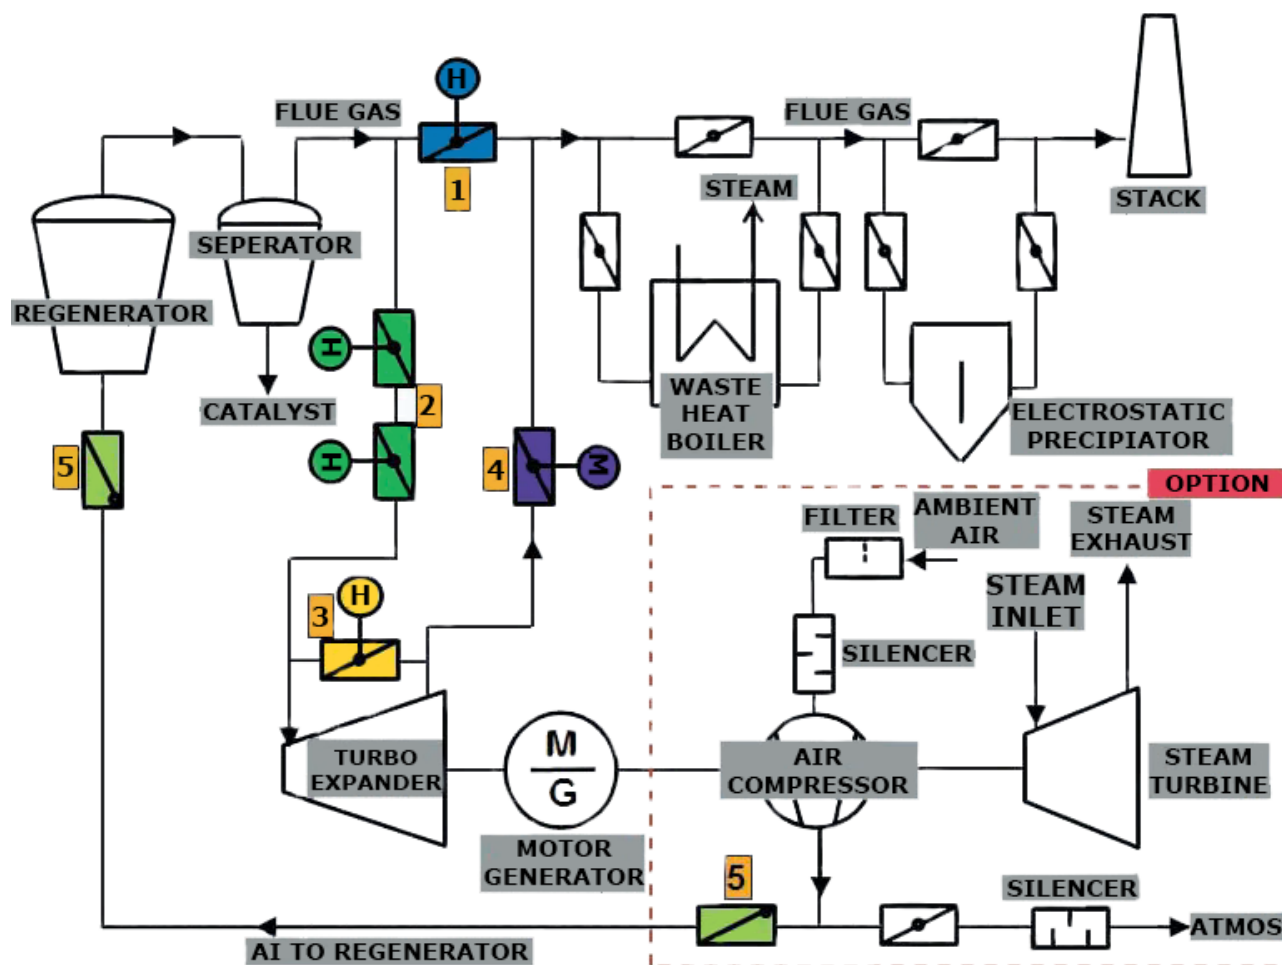 H
FLUE GAS
FLUE GAS
1
STEAM
STACK
SEPERATOR
REGENERATOR
H
CATALYST
2
WASTE
HEAT
BOILER
ELECTROSTATIC
PRECIPIATOR
5
H
4
M
OPTION
FILTER
AMBIENT
AIR
STEAM
EXHAUST
STEAM
INLET
3
H
SILENCER
TURBO
EXPANDER
M
G
AIR
COMPRESSOR
STEAM
TURBINE
MOTOR
GENERATOR
5
SILENCER
AI TO REGENERATOR
ATMOS